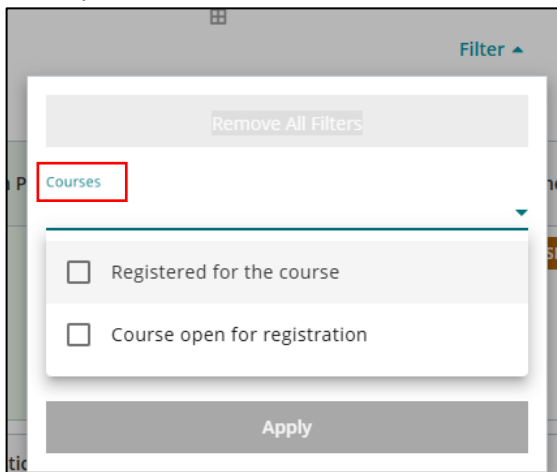 Filter
Remove All Filters
Courses
Registered for the course
Course open for registration
Apply